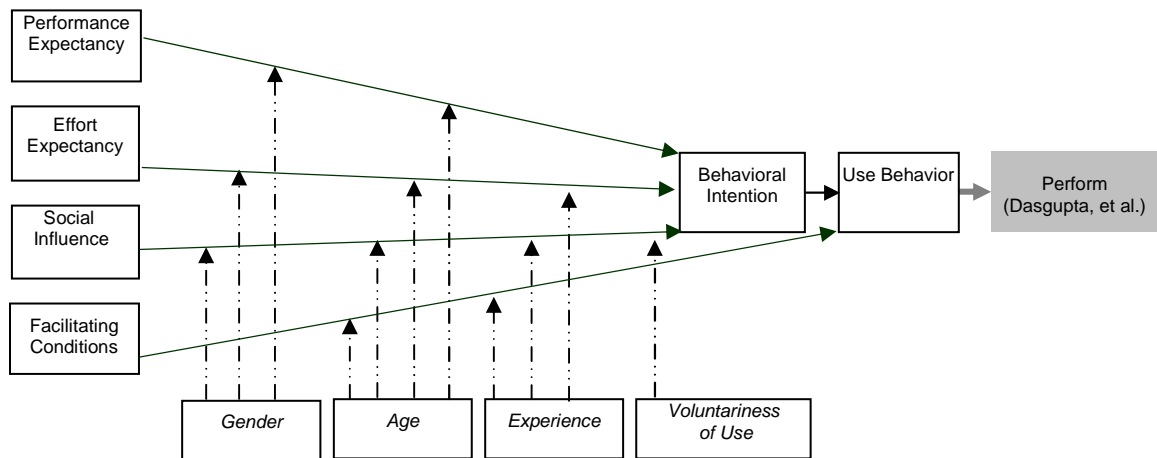 Performance
Expectancy
Effort
Expectancy
Social
Influence
Facilitating
Conditions
Behavioral
Intention
Use Behavior
Perform
(Dasgupta, et al.)
Gender
Age
Experience
Voluntariness
of Use